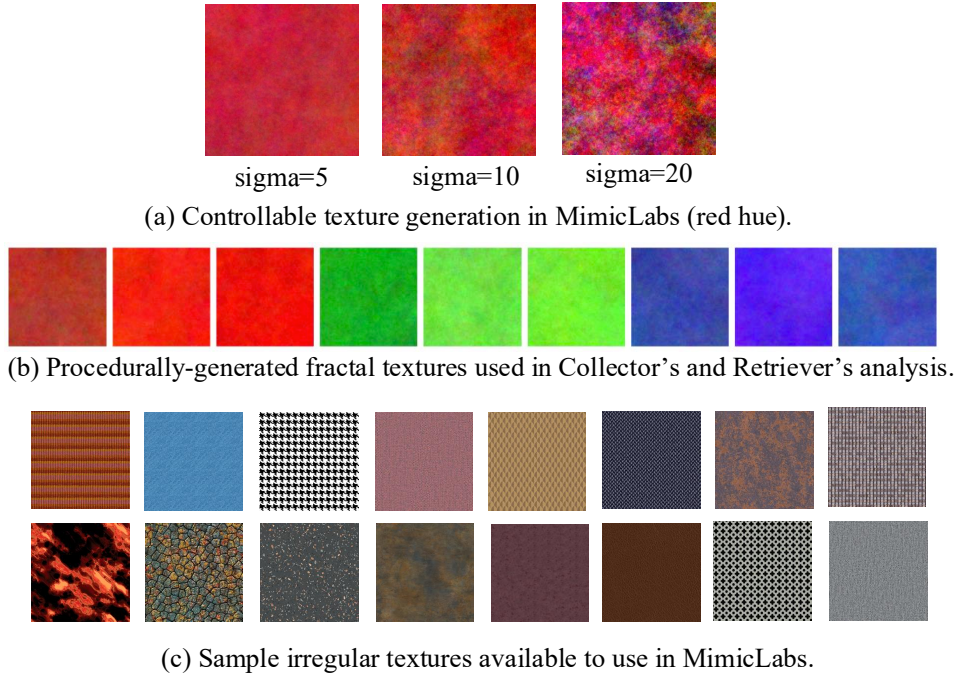 sigma=5
sigma=10
sigma=20
(a) Controllable texture generation in MimicLabs (red hue).
(b) Procedurally-generated fractal textures used in Collector’s and Retriever’s analysis.
(c) Sample irregular textures available to use in MimicLabs.